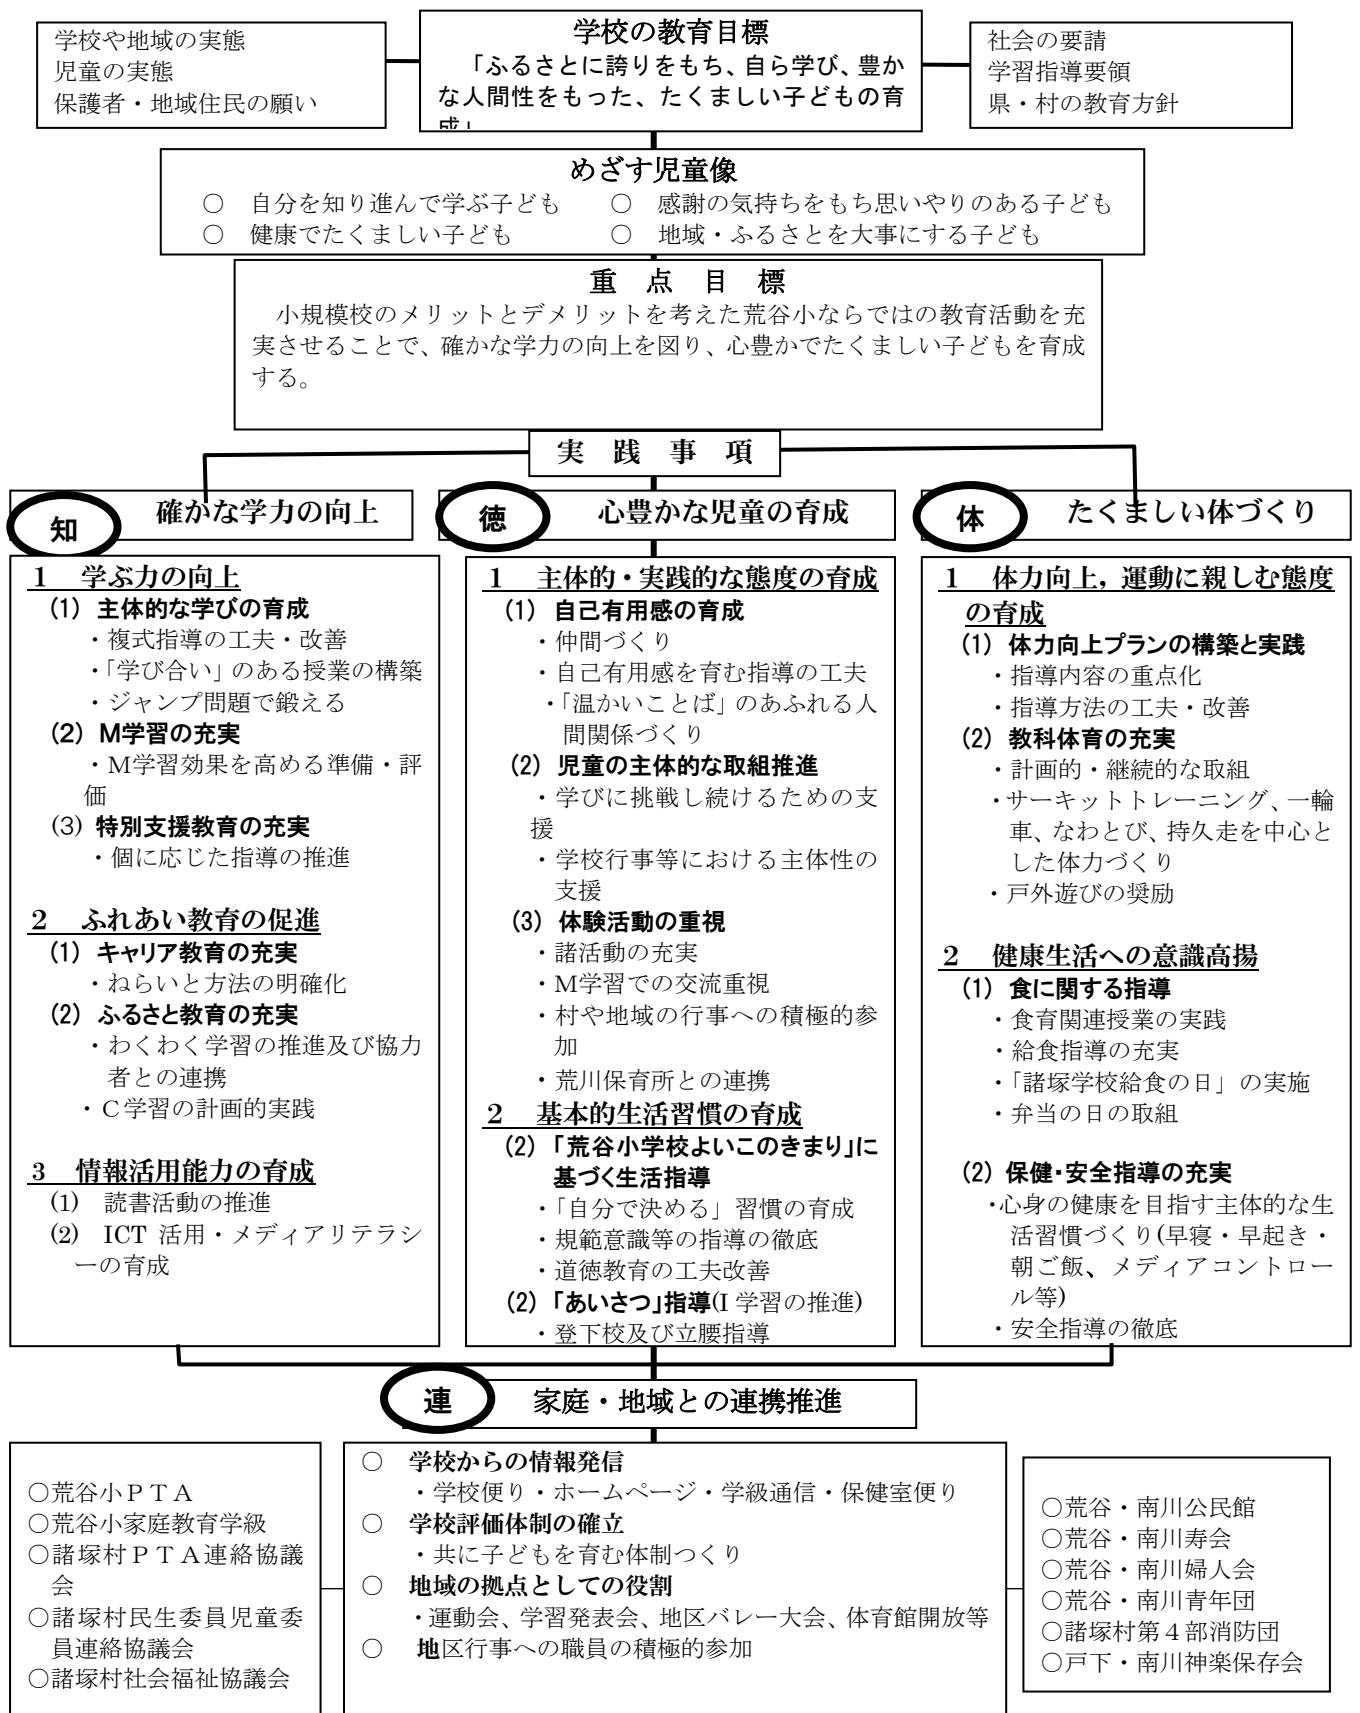 学校や地域の実態
児童の実態
保護者・地域住民の願い
学校の教育目標
「ふるさとに誇りをもち、自ら学び、豊か
な人間性をもった、たくましい子どもの育
成」
社会の要請
学習指導要領
県・村の教育方針
めざす児童像
○　自分を知り進んで学ぶ子ども　　○　感謝の気持ちをもち思いやりのある子ども
○　健康でたくましい子ども　　　　○　地域・ふるさとを大事にする子ども
重　点　目　標
小規模校のメリットとデメリットを考えた荒谷小ならではの教育活動を充
実させることで、確かな学力の向上を図り、心豊かでたくましい子どもを育成
する。
実　践　事　項
知　確かな学力の向上
１　学ぶ力の向上
(1) 主体的な学びの育成
・複式指導の工夫・改善
・「学び合い」のある授業の構築
・ジャンプ問題で鍛える
(2) Ｍ学習の充実
・Ｍ学習効果を高める準備・評
価
(3) 特別支援教育の充実
・個に応じた指導の推進
２　ふれあい教育の促進
(1) キャリア教育の充実
・ねらいと方法の明確化
(2) ふるさと教育の充実
・わくわく学習の推進及び協力
者との連携
・Ｃ学習の計画的実践
３　情報活用能力の育成
(1)　読書活動の推進
(2)　ICT 活用・メディアリテラシ
ーの育成
徳　心豊かな児童の育成
１　主体的・実践的な態度の育成
(1) 自己有用感の育成
・仲間づくり
・自己有用感を育む指導の工夫
・「温かいことば」のあふれる人
間関係づくり
(2) 児童の主体的な取組推進
・学びに挑戦し続けるための支
援
・学校行事等における主体性の
支援
(3) 体験活動の重視
・諸活動の充実
・Ｍ学習での交流重視
・村や地域の行事への積極的参
加
・荒川保育所との連携
２　基本的生活習慣の育成
(2) 「荒谷小学校よいこのきまり」に
基づく生活指導
・「自分で決める」習慣の育成
・規範意識等の指導の徹底
・道徳教育の工夫改善
(2) 「あいさつ」指導(I 学習の推進)
・登下校及び立腰指導
体　たくましい体づくり
１　体力向上，運動に親しむ態度
の育成
(1) 体力向上プランの構築と実践
・指導内容の重点化
・指導方法の工夫・改善
(2) 教科体育の充実
・計画的・継続的な取組
・サーキットトレーニング、一輪
車、なわとび、持久走を中心と
した体力づくり
・戸外遊びの奨励
２　健康生活への意識高揚
(1) 食に関する指導
・食育関連授業の実践
・給食指導の充実
・「諸塚学校給食の日」の実施
・弁当の日の取組
(2) 保健・安全指導の充実
・心身の健康を目指す主体的な生
活習慣づくり(早寝・早起き・
朝ご飯、メディアコントロー
ル等)
・安全指導の徹底
連　家庭・地域との連携推進
○荒谷小ＰＴＡ
○荒谷小家庭教育学級
○諸塚村ＰＴＡ連絡協議
会
○諸塚村民生委員児童委
員連絡協議会
○諸塚村社会福祉協議会
○　学校からの情報発信
・学校便り・ホームページ・学級通信・保健室便り
○　学校評価体制の確立
・共に子どもを育む体制つくり
○　地域の拠点としての役割
・運動会、学習発表会、地区バレー大会、体育館開放等
○　地区行事への職員の積極的参加
○荒谷・南川公民館
○荒谷・南川寿会
○荒谷・南川婦人会
○荒谷・南川青年団
○諸塚村第４部消防団
○戸下・南川神楽保存会